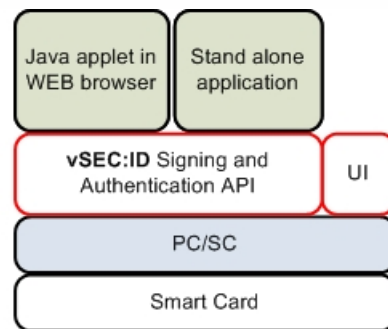 Java applet in
WEB browser
Stand alone
application
vSEC:ID Signing and
Authentication API
UI
PC/SC
Smart Card